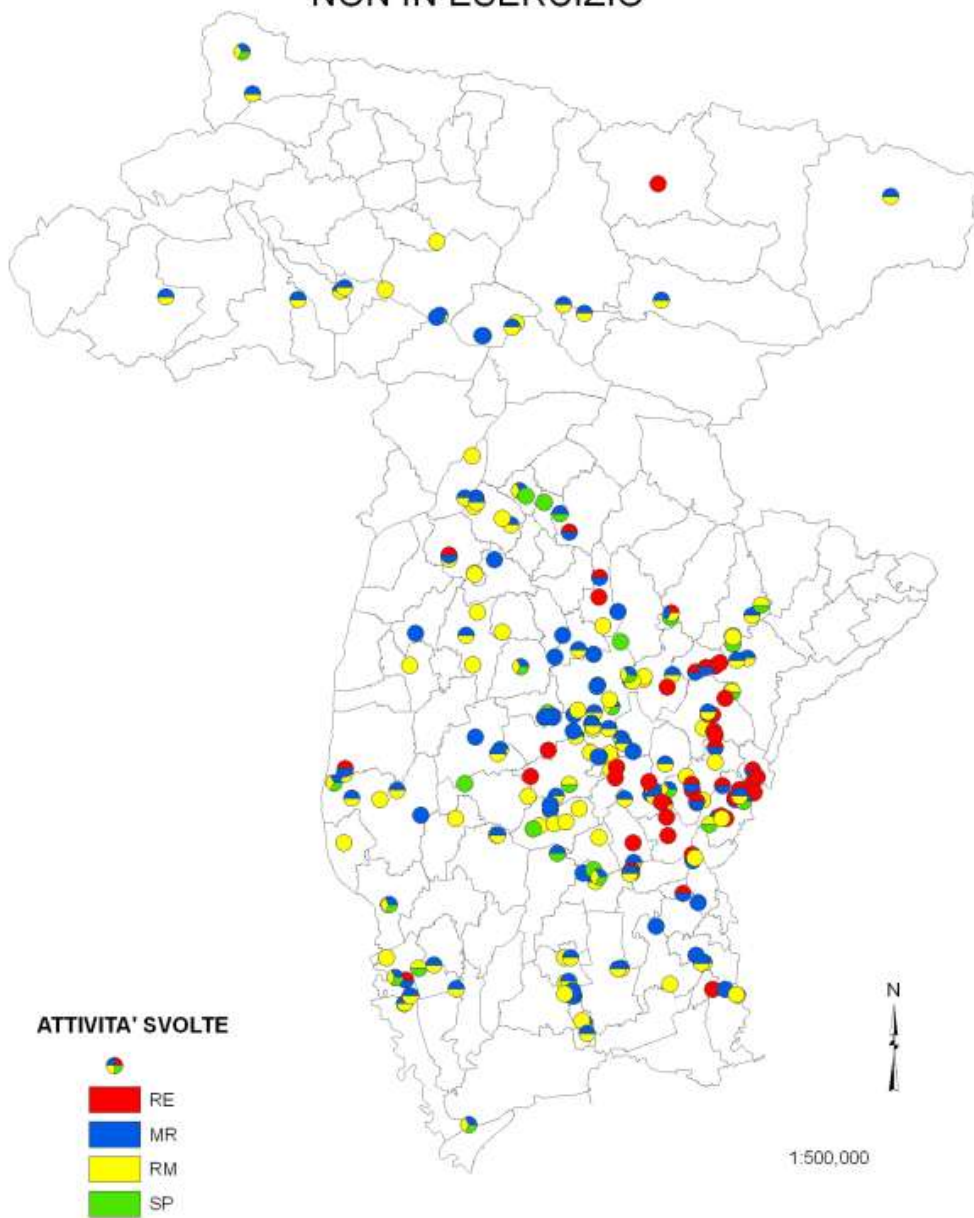 NON IN ESERCIZIO
N
ATTIVITA' SVOLTE
RE
MR
RM
SP
1:500,000